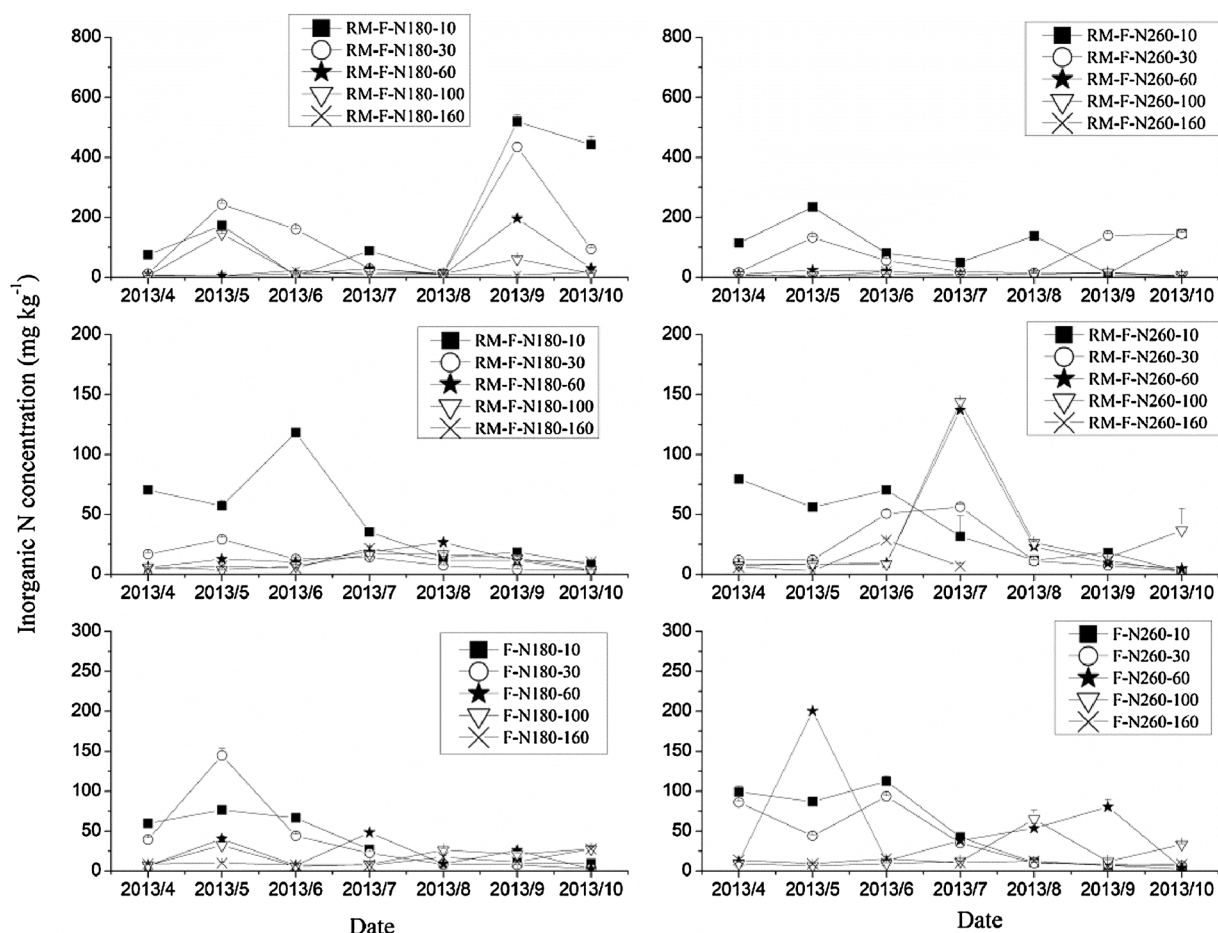 Inorganic N concentration (mg kg-1)
800
600
400
200
0
RM-F-N180-10
RM-F-N180-30
RM-F-N180-60
RM-F-N180-100
RM-F-N180-160
2013/4 2013/5 2013/6 2013/7 2013/8 2013/9 2013/10
800
600
400
200
0
RM-F-N260-10
RM-F-N260-30
RM-F-N260-60
RM-F-N260-100
RM-F-N260-160
2013/4 2013/5 2013/6 2013/7 2013/8 2013/9 2013/10
200
150
100
50
0
RM-F-N180-10
RM-F-N180-30
RM-F-N180-60
RM-F-N180-100
RM-F-N180-160
2013/4 2013/5 2013/6 2013/7 2013/8 2013/9 2013/10
200
150
100
50
0
RM-F-N260-10
RM-F-N260-30
RM-F-N260-60
RM-F-N260-100
RM-F-N260-160
2013/4 2013/5 2013/6 2013/7 2013/8 2013/9 2013/10
300
250
200
150
100
50
0
F-N180-10
F-N180-30
F-N180-60
F-N180-100
F-N180-160
2013/4 2013/5 2013/6 2013/7 2013/8 2013/9 2013/10
Date
300
250
200
150
100
50
0
F-N260-10
F-N260-30
F-N260-60
F-N260-100
F-N260-160
2013/4 2013/5 2013/6 2013/7 2013/8 2013/9 2013/10
Date